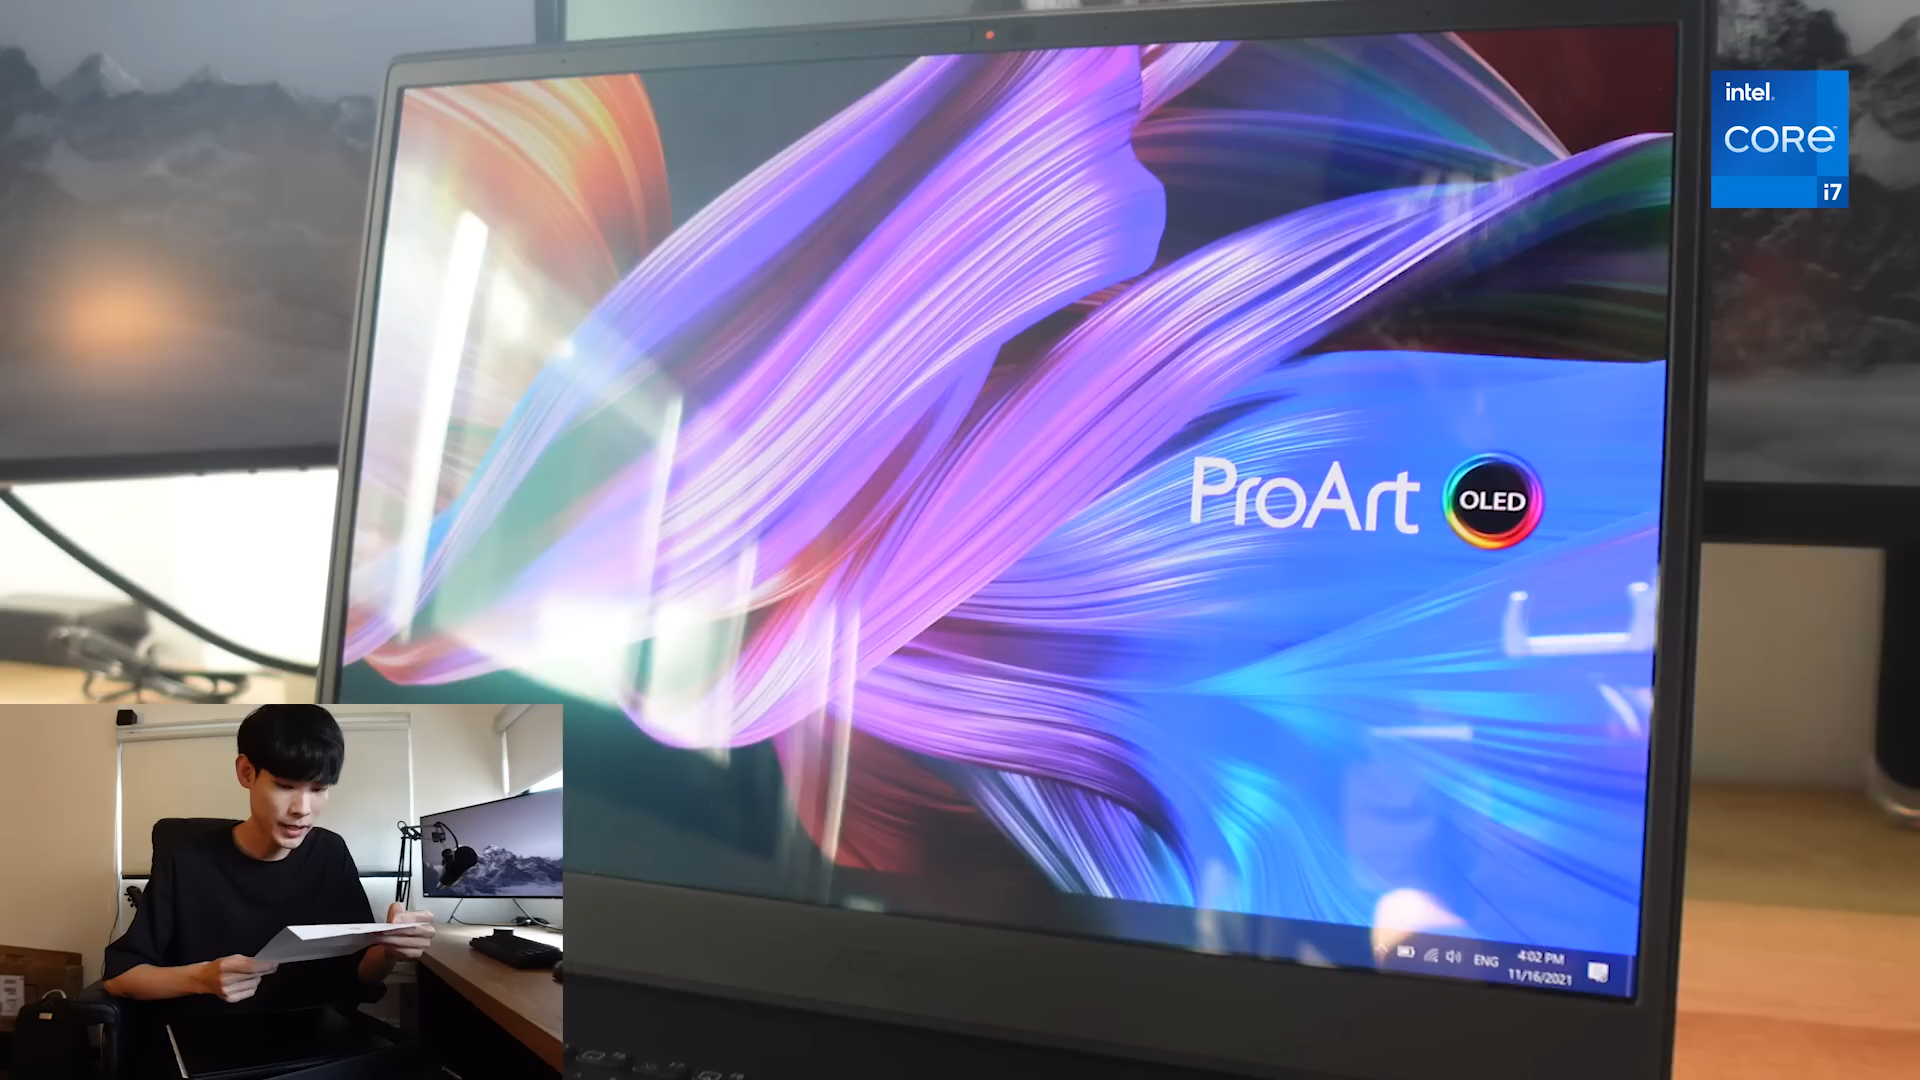 intel.
CORE
i7
ProArt
OLED
ENG
4:02 PM
11/16/2021